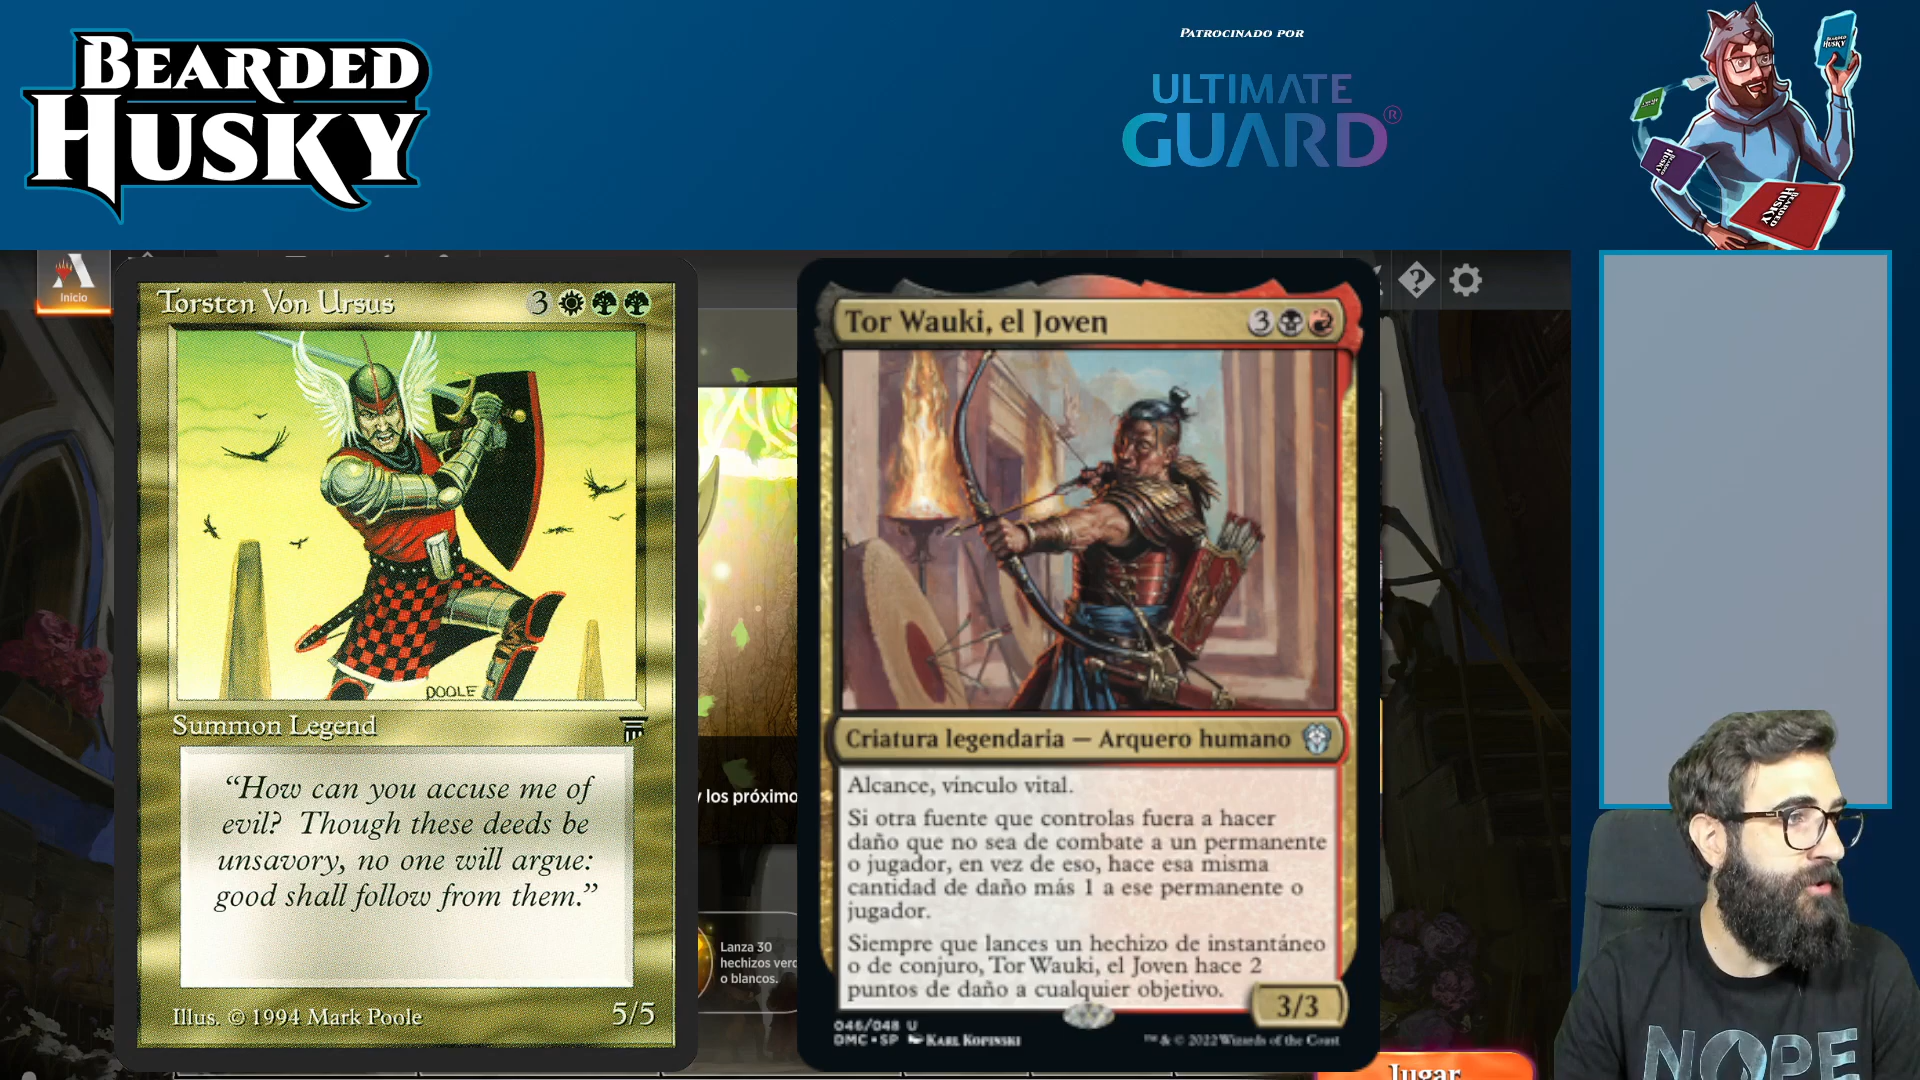 BEARDED
HUSKY
PATROCINADO POR
ULTIMATE
GUARD®
BEARDED
HUSKY
HUSKY
BEARDED
HUSKY
Inicio
Torsten Von Ursus
3
POOLE
Summon Legend
“How can you accuse me of
evil? Though these deeds be
unsavory, no one will argue:
good shall follow from them.”
Illus. © 1994 Mark Poole
5/5
y los próximo
Lanza 30
hechizos verd
o blancos.
Tor Wauki, el Joven
3
Criatura legendaria — Arquero humano
Alcance, vínculo vital.
Si otra fuente que controlas fuera a hacer
daño que no sea de combate a un permanente
o jugador, en vez de eso, hace esa misma
cantidad de daño más 1 a ese permanente o
jugador.
Siempre que lances un hechizo de instantáneo
o de conjuro, Tor Wauki, el Joven hace 2
puntos de daño a cualquier objetivo.
3/3
046/048 U
DMC • SP KARL KOPINSKI
™ & © 2022 Wizards of the Coast
?
Jugar
NOPE